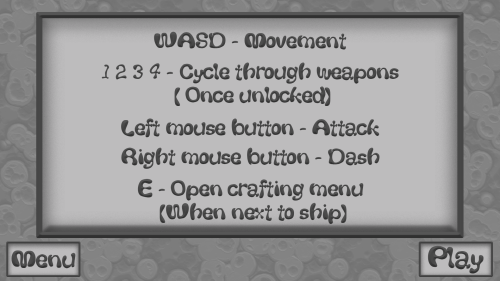 WASD - Movement
1 2 3 4 - Cycle through weapons
( Once unlocked)
Left mouse button - Attack
Right mouse button - Dash
E - Open crafting menu
(When next to ship)
Menu
Play